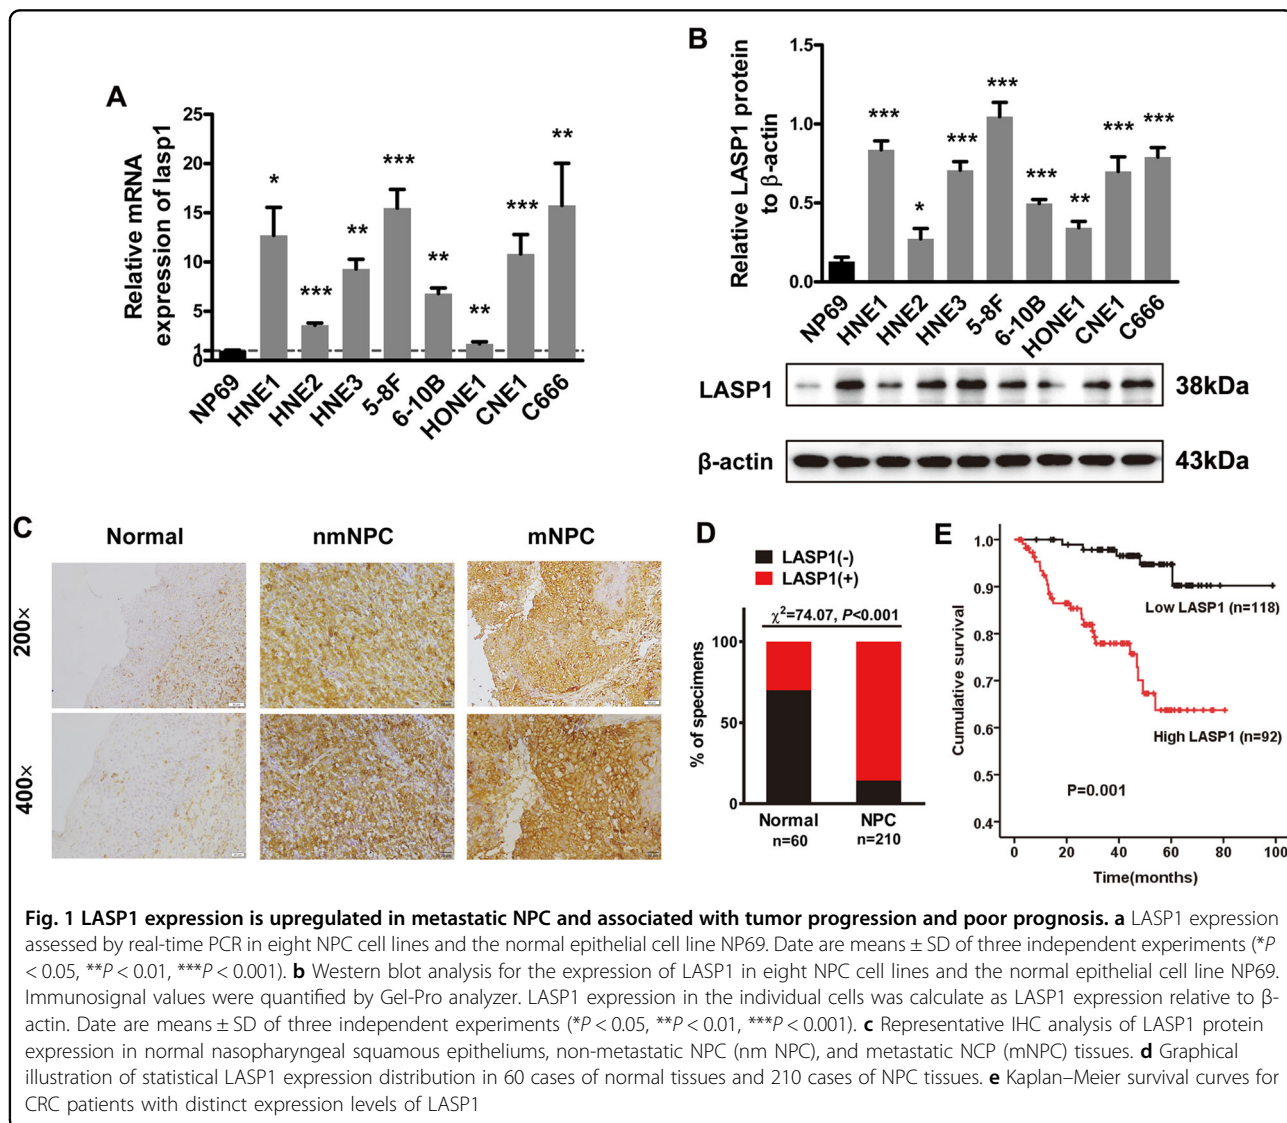 A
Relative mRNA
expression of lasp1
25
20
15
10
5
1
0
* *** ** *** ** ** *** **
NP69 HNE1 HNE2 HNE3 5-8F 6-10B HONE1 CNE1 C666
B
Relative LASP1 protein
to β-actin
1.5
1.0
0.5
0.0
*** * *** *** *** ** *** ***
NP69 HNE1 HNE2 HNE3 5-8F 6-10B HONE1 CNE1 C666
LASP1 38kDa
β-actin 43kDa
C
Normal nmNPC mNPC
200×
400×
D
LASP1(-)
LASP1(+)
χ²=74.07, P<0.001
% of specimens
100
50
0
Normal NPC
n=60 n=210
E
Cumulative survival
1.0
0.9
0.8
0.7
0.6
0.5
0.4
Low LASP1 (n=118)
High LASP1 (n=92)
P=0.001
0 20 40 60 80 100
Time(months)
Fig. 1 LASP1 expression is upregulated in metastatic NPC and associated with tumor progression and poor prognosis. a LASP1 expression
assessed by real-time PCR in eight NPC cell lines and the normal epithelial cell line NP69. Date are means ± SD of three independent experiments (*P
< 0.05, **P < 0.01, ***P < 0.001). b Western blot analysis for the expression of LASP1 in eight NPC cell lines and the normal epithelial cell line NP69.
Immunosignal values were quantified by Gel-Pro analyzer. LASP1 expression in the individual cells was calculate as LASP1 expression relative to β-
actin. Date are means ± SD of three independent experiments (*P < 0.05, **P < 0.01, ***P < 0.001). c Representative IHC analysis of LASP1 protein
expression in normal nasopharyngeal squamous epitheliums, non-metastatic NPC (nm NPC), and metastatic NCP (mNPC) tissues. d Graphical
illustration of statistical LASP1 expression distribution in 60 cases of normal tissues and 210 cases of NPC tissues. e Kaplan–Meier survival curves for
CRC patients with distinct expression levels of LASP1